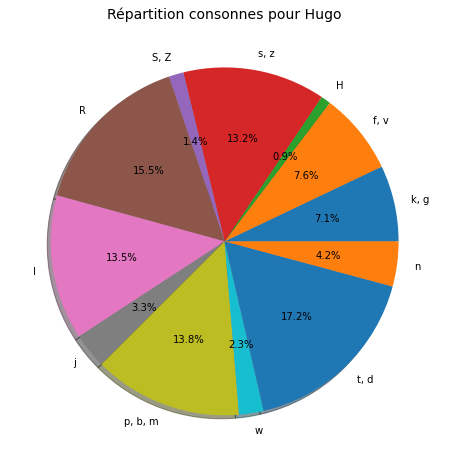 Répartition consonnes pour Hugo
S, Z
s, z
H
R
f, v
1.4%
13.2%
0.9%
15.5%
7.6%
k, g
7.1%
4.2%
n
13.5%
l
3.3%
17.2%
13.8%
2.3%
j
t, d
p, b, m
w